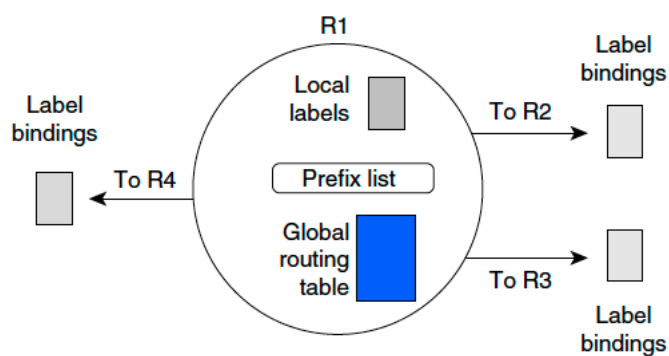 R1
Label
bindings
Local
labels
To R2
Label
bindings
To R4
Prefix list
Global
routing
table
To R3
Label
bindings